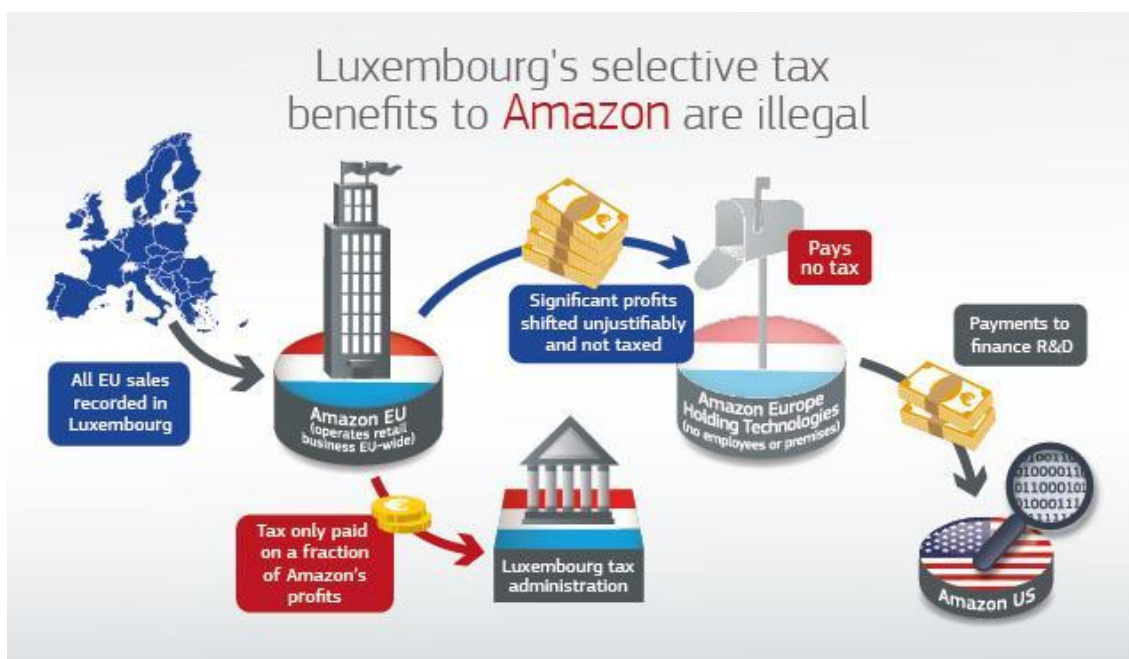 Luxembourg's selective tax
benefits to Amazon are illegal
Pays
no tax
Significant profits
shifted unjustifiably
and not taxed
Payments to
finance R&D
All EU sales
recorded in
Luxembourg
Amazon EU
(operates retail
business EU-wide)
Amazon Europe
Holding Technologies
(no employees or premises)
Tax only paid
on a fraction
of Amazon's
profits
Luxembourg tax
administration
Amazon US